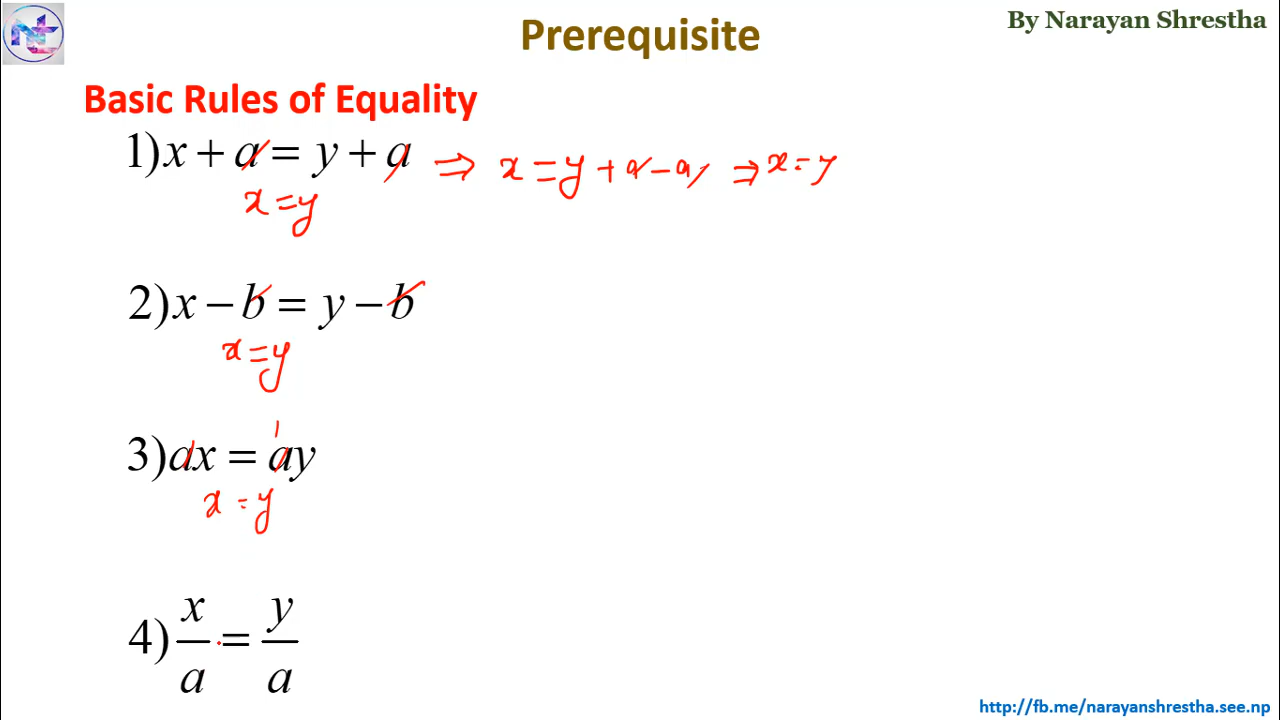 Prerequisite
By Narayan Shrestha
Basic Rules of Equality
1) x + a = y + a ⇒ x = y + a - a ⇒ x = y
x = y
2) x − b = y − b
x = y
3) ax = ay
x = y
4) x/a = y/a
http://fb.me/narayanshrestha.see.np